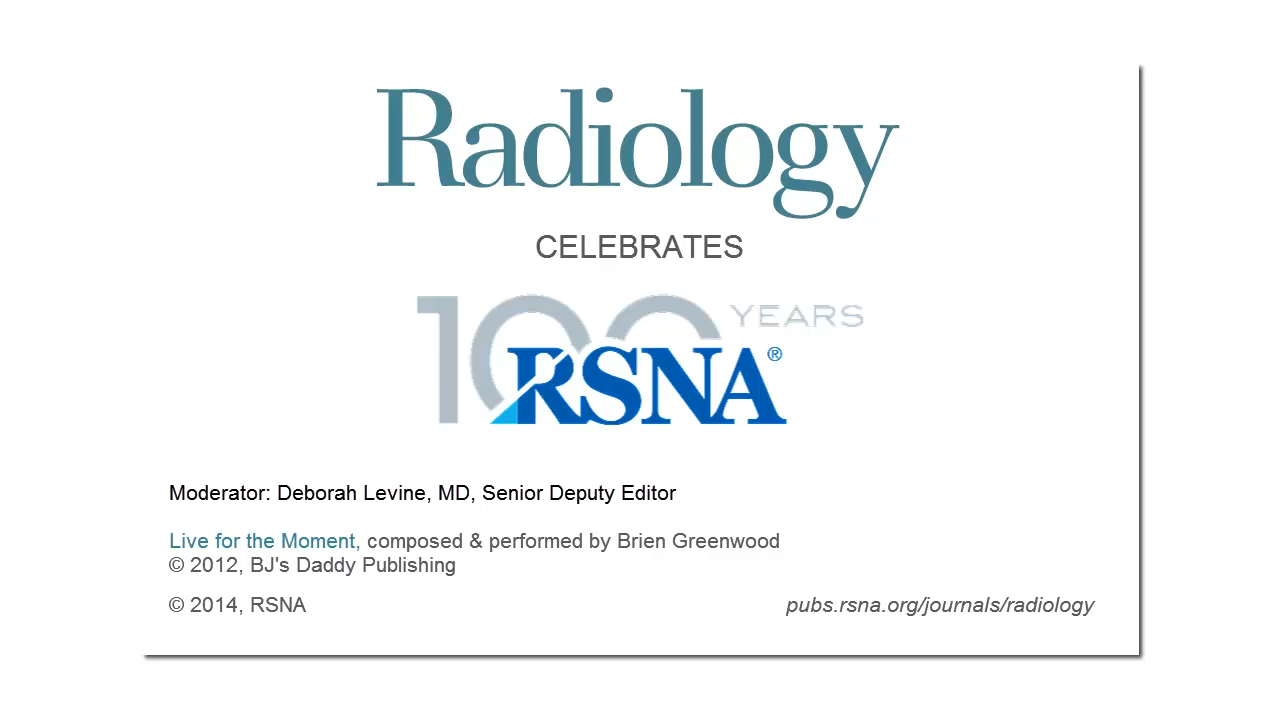 Radiology
CELEBRATES
100 YEARS
RSNA®
Moderator: Deborah Levine, MD, Senior Deputy Editor
Live for the Moment, composed & performed by Brien Greenwood
© 2012, BJ's Daddy Publishing
© 2014, RSNA
pubs.rsna.org/journals/radiology